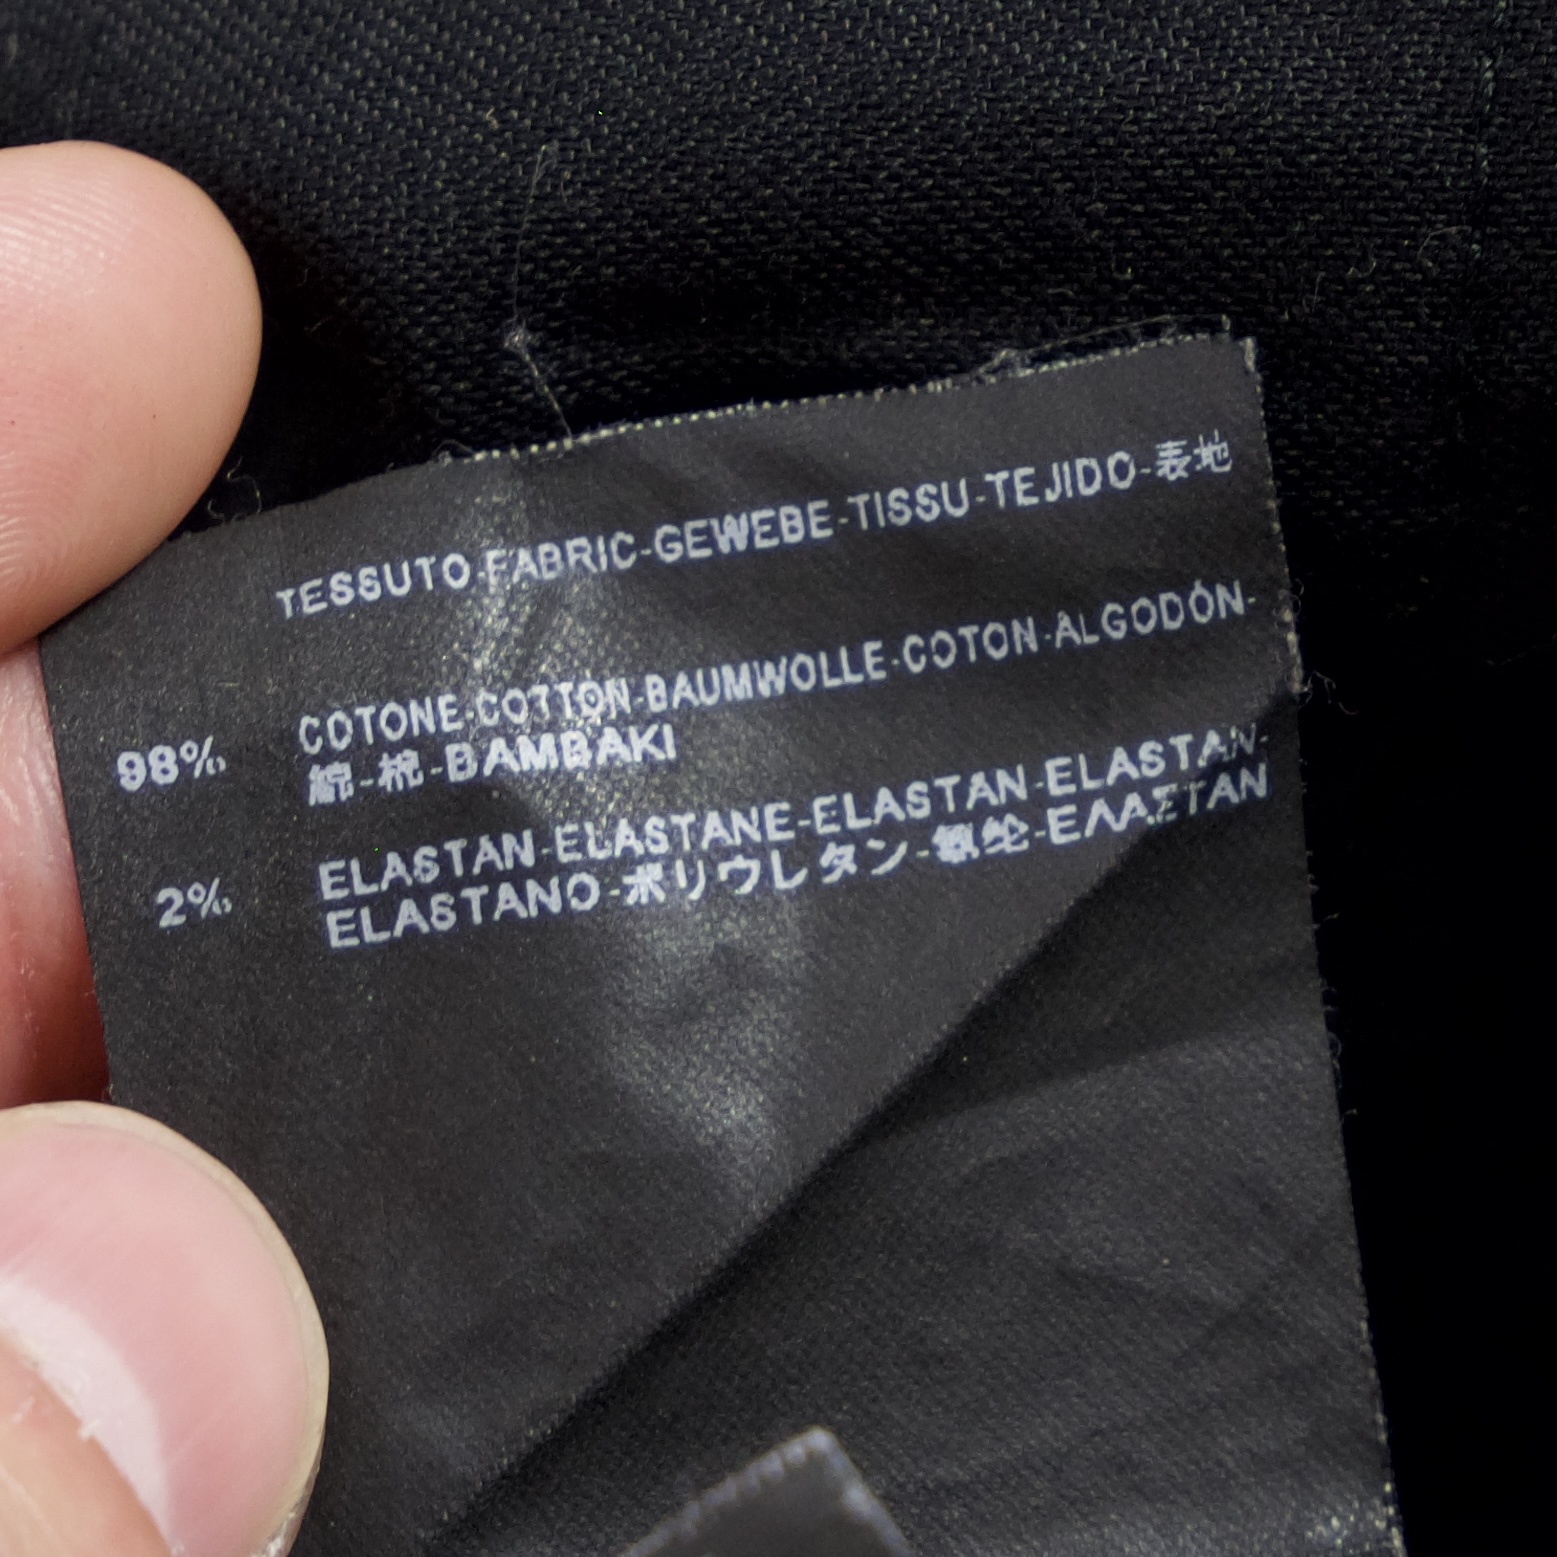 TESSUTO-FABRIC-GEWEBE-TISSU-TEJIDO-表地
98% COTONE-COTTON-BAUMWOLLE-COTON-ALGODÓN-
綿-棉-BAMBAKI
2% ELASTAN-ELASTANE-ELASTAN-ELASTAN-
ELASTANO-ポリウレタン-氨纶-ΕΛΑΣΤΑΝ